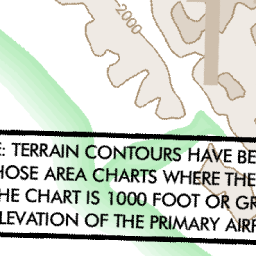 2000
: TERRAIN CONTOURS HAVE BE
HOSE AREA CHARTS WHERE THE
HE CHART IS 1000 FOOT OR GR
LEVATION OF THE PRIMARY AIR